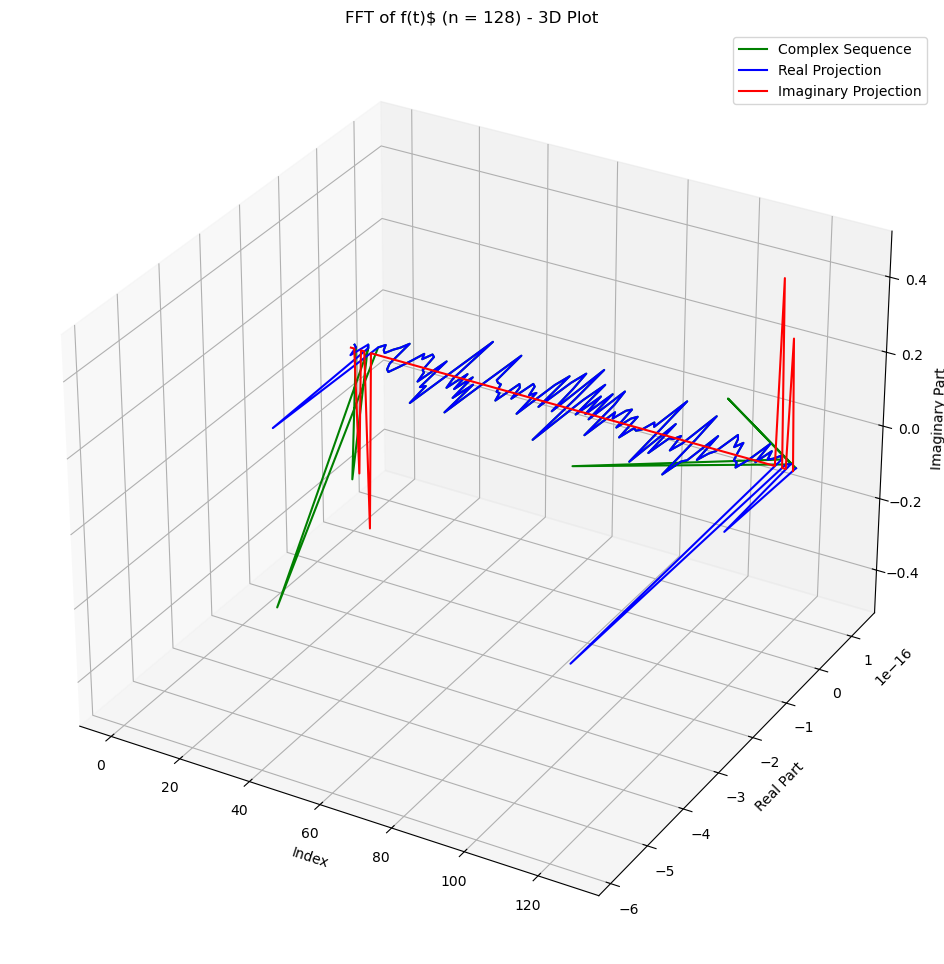 FFT of f(t)$ (n = 128) - 3D Plot
Complex Sequence
Real Projection
Imaginary Projection
0.4
0.2
0.0
−0.2
−0.4
Imaginary Part
1e−16
1
0
−1
−2
−3
−4
−5
−6
Real Part
0
20
40
60
80
100
120
Index